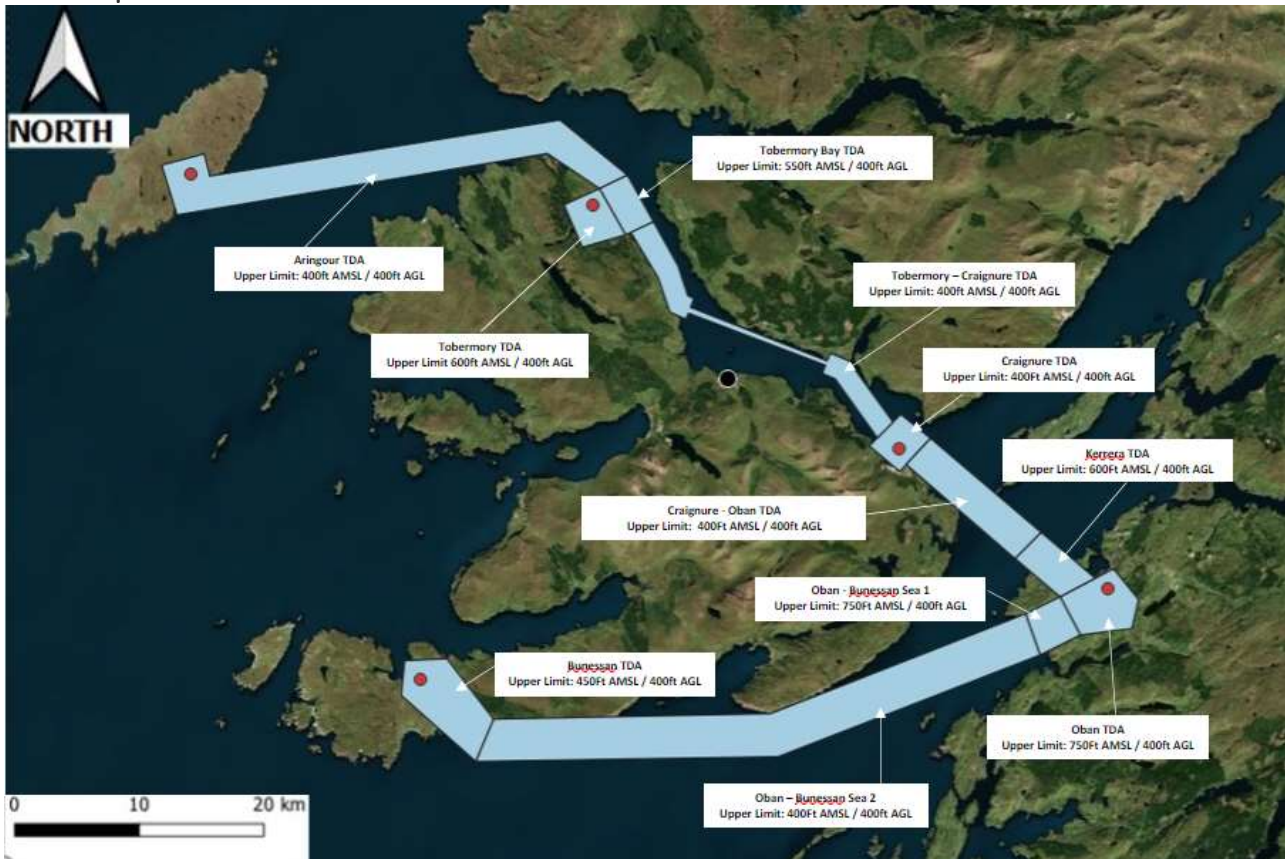 NORTH
Tobermory Bay TDA
Upper Limit: 550ft AMSL / 400ft AGL
Aringour TDA
Upper Limit: 400ft AMSL / 400ft AGL
Tobermory – Craignure TDA
Upper Limit: 400ft AMSL / 400ft AGL
Tobermory TDA
Upper Limit 600ft AMSL / 400ft AGL
Craignure TDA
Upper Limit: 400Ft AMSL / 400ft AGL
Kerrera TDA
Upper Limit: 600Ft AMSL / 400ft AGL
Craignure - Oban TDA
Upper Limit: 400Ft AMSL / 400ft AGL
Oban - Bunessan Sea 1
Upper Limit: 750Ft AMSL / 400ft AGL
Bunessan TDA
Upper Limit: 450Ft AMSL / 400ft AGL
Oban TDA
Upper Limit: 750Ft AMSL / 400ft AGL
Oban – Bunessan Sea 2
Upper Limit: 400Ft AMSL / 400ft AGL
0 10 20 km